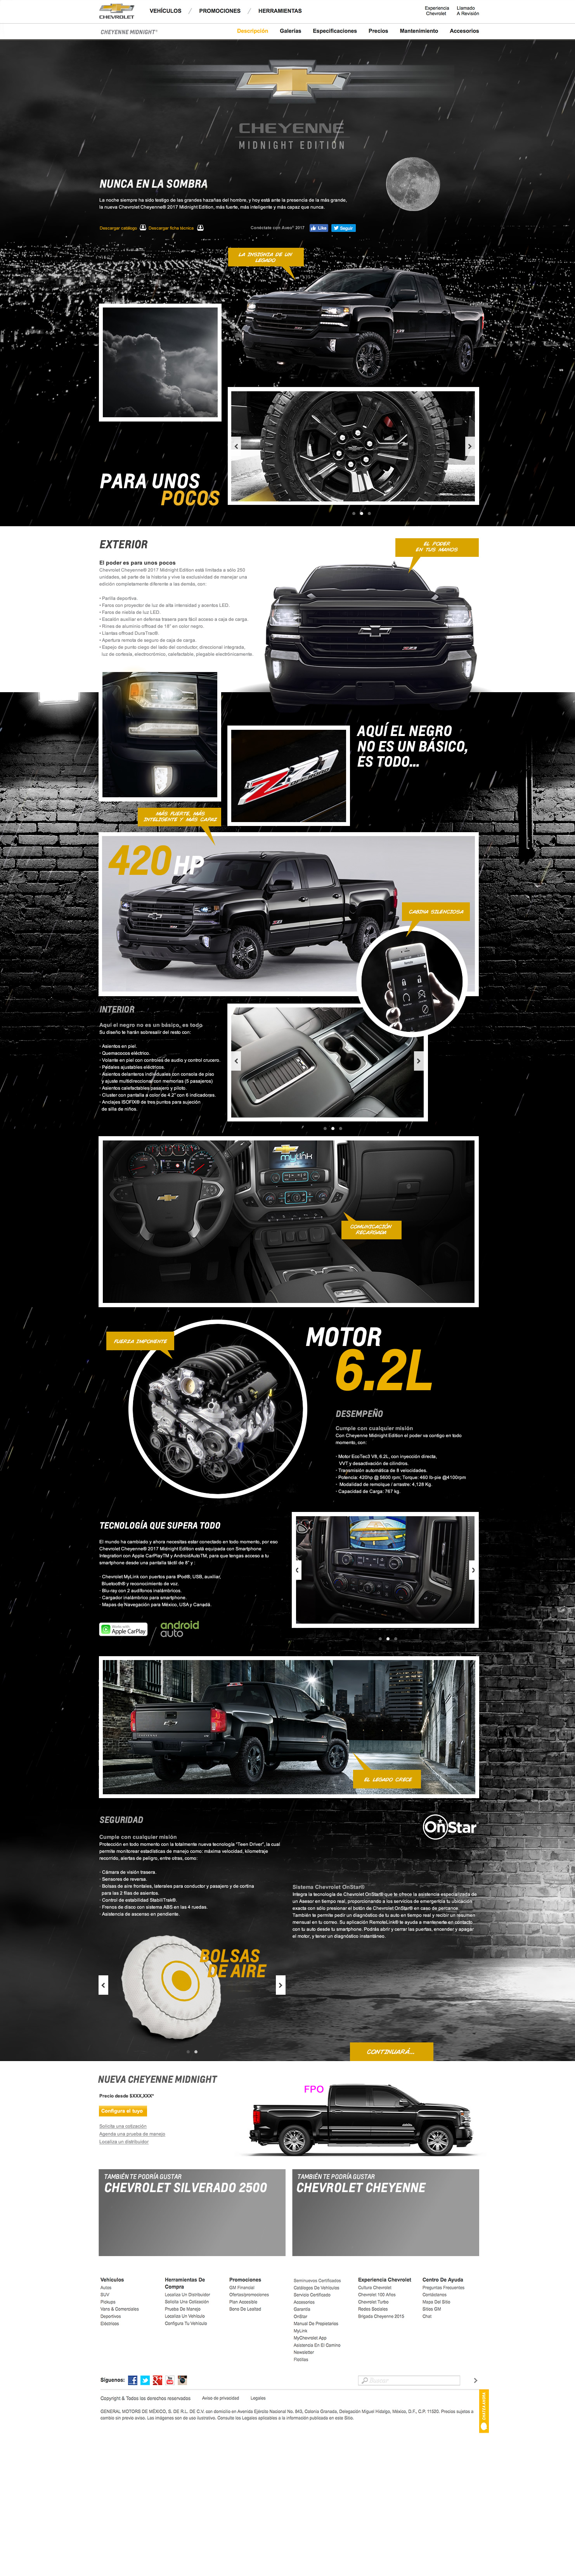 CHEVROLET
VEHÍCULOS / PROMOCIONES / HERRAMIENTAS
Experiencia Chevrolet
Llamado A Revisión
CHEYENNE MIDNIGHT®
Descripción Galerías Especificaciones Precios Mantenimiento Accesorios
CHEYENNE
MIDNIGHT EDITION
NUNCA EN LA SOMBRA
La noche siempre ha sido testigo de las grandes hazañas del hombre, y hoy está ante la presencia de la más grande,
la nueva Chevrolet Cheyenne® 2017 Midnight Edition, más fuerte, más inteligente y más capaz que nunca.
Descargar catálogo Descargar ficha técnica
Conéctate con Aveo® 2017 Like Seguir
LA INSIGNIA DE UN
LEGADO
PARA UNOS
POCOS
EXTERIOR
EL PODER
EN TUS MANOS
El poder es para unos pocos
Chevrolet Cheyenne® 2017 Midnight Edition está limitada a sólo 250
unidades, sé parte de la historia y vive la exclusividad de manejar una
edición completamente diferente a las demás, con:
• Parilla deportiva.
• Faros con proyector de luz de alta intensidad y acentos LED.
• Faros de niebla de luz LED.
• Escalón auxiliar en defensa trasera para fácil acceso a caja de carga.
• Rines de aluminio offroad de 18" en color negro.
• Llantas offroad DuraTrac®.
• Apertura remota de seguro de caja de carga.
• Espejo de punto ciego del lado del conductor, direccional integrada,
luz de cortesía, electrocrómico, calefactable, plegable electrónicamente.
Z71
AQUÍ EL NEGRO
NO ES UN BÁSICO,
ES TODO...
MÁS FUERTE, MÁS
INTELIGENTE Y MÁS CAPAZ
420 HP
CABINA SILENCIOSA
INTERIOR
Aquí el negro no es un básico, es todo
Su diseño te harán sobresalir del resto con:
· Asientos en piel.
· Quemacocos eléctrico.
· Volante en piel con controles de audio y control crucero.
· Pédales ajustables eléctricos.
· Asientos delanteros individuales con consola de piso
y ajuste multidireccional con memorias (5 pasajeros)
· Asientos calefactables pasajero y piloto.
· Cluster con pantalla a color de 4.2" con 6 indicadores.
· Anclajes ISOFIX® de tres puntos para sujeción
de silla de niños.
mylink
COMUNICACIÓN
RECARGADA
FUERZA IMPONENTE
MOTOR
6.2L
DESEMPEÑO
Cumple con cualquier misión
Con Cheyenne Midnight Edition el poder va contigo en todo
momento, con:
· Motor EcoTec3 V8, 6.2L, con inyección directa,
VVT y desactivación de cilindros.
· Trasmisión automática de 8 velocidades.
· Potencia: 420hp @ 5600 rpm; Torque: 460 lb-pie @4100rpm
· Modalidad de remolque / arrastre: 4,128 Kg.
· Capacidad de Carga: 767 kg.
TECNOLOGÍA QUE SUPERA TODO
El mundo ha cambiado y ahora necesitas estar conectado en todo momento, por eso
Chevrolet Cheyenne® Midnight Edition está equipada con Smartphone
Integration con Apple CarPlayTM y AndroidAutoTM, para que tengas acceso a tu
smartphone desde una pantalla táctil de 8" y :
· Chevrolet MyLink con puertos para IPod®, USB, auxiliar,
Bluetooth® y reconocimiento de voz.
· Blu-ray con 2 audífonos inalámbricos.
· Cargador inalámbrico para smartphone.
· Mapas de Navegación para México, USA y Canadá.
Works with
Apple CarPlay
android
auto
EL LEGADO CRECE
SEGURIDAD
OnStar
Cumple con cualquier misión
Protección en todo momento con la totalmente nueva tecnología "Teen Driver", la cual
permite monitorear estadísticas de manejo como: máxima velocidad, kilometraje
recorrido, alertas de peligro, entre otras, como:
· Cámara de visión trasera.
· Sensores de reversa.
· Bolsas de aire frontales, laterales para conductor y pasajero y de cortina
para las 2 filas de asientos.
· Control de estabilidad StabiliTrak®.
· Frenos de disco con sistema ABS en las 4 ruedas.
· Asistencia de ascenso en pendiente.
Sistema Chevrolet OnStar®
Integra la tecnología de Chevrolet OnStar® que te ofrece la asistencia especializada de
un Asesor en tiempo real, proporcionando a los servicios de emergencia tu ubicación
exacta con sólo presionar el botón de Chevrolet OnStar® en caso de percance.
También te permite pedir un diagnóstico de tu auto en tiempo real y recibir un resumen
mensual en tu correo. Su aplicación RemoteLink® te ayuda a mantenerte en contacto
con tu auto desde tu smartphone. Podrás abrir y cerrar las puertas, encender y apagar
el motor, y tener un diagnóstico instantáneo.
BOLSAS
DE AIRE
CONTINUARÁ...
NUEVA CHEYENNE MIDNIGHT
FPO
Precio desde $XXX,XXX*
Configura el tuyo
Solicita una cotización
Agenda una prueba de manejo
Localiza un distribuidor
TAMBIÉN TE PODRÍA GUSTAR
CHEVROLET SILVERADO 2500
TAMBIÉN TE PODRÍA GUSTAR
CHEVROLET CHEYENNE
Vehículos
Autos
SUV
Pickups
Vans & Comerciales
Deportivos
Eléctricos
Herramientas De
Compra
Localiza Un Distribuidor
Solicita Una Cotización
Prueba De Manejo
Localiza Un Vehículo
Configura Tu Vehículo
Promociones
GM Financial
Ofertas/promociones
Plan Accesible
Bono De Lealtad
Seminuevos Certificados
Catálogos De Vehículos
Servicio Certificado
Accesorios
Garantía
OnStar
Manual De Propietarios
MyLink
MyChevrolet App
Asistencia En El Camino
Newsletter
Flotillas
Experiencia Chevrolet
Cultura Chevrolet
Chevrolet 100 Años
Chevrolet Turbo
Redes Sociales
Brigada Cheyenne 2015
Centro De Ayuda
Preguntas Frecuentes
Contáctanos
Mapa Del Sitio
Sitios GM
Chat
Síguenos:
Buscar
Copyright & Todos los derechos reservados Aviso de privacidad Legales
GENERAL MOTORS DE MÉXICO, S. DE R.L. DE C.V. con domicilio en Avenida Ejército Nacional No. 843, Colonia Granada, Delegación Miguel Hidalgo, México, D.F., C.P. 11520. Precios sujetos a
cambio sin previo aviso. Las imágenes son de uso ilustrativo. Consulte los Legales aplicables a la información publicada en este Sitio.